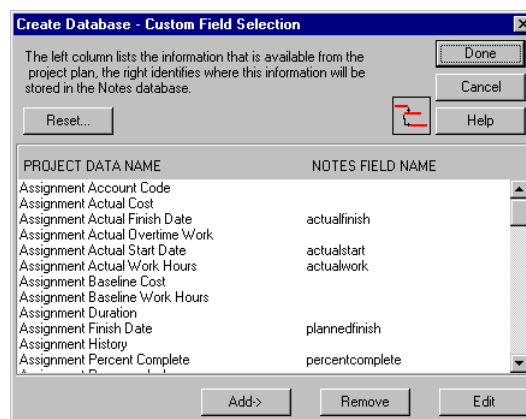 Create Database - Custom Field Selection
The left column lists the information that is available from the
project plan, the right identifies where this information will be
stored in the Notes database.
Done
Cancel
Reset...
Help
PROJECT DATA NAME NOTES FIELD NAME
Assignment Account Code
Assignment Actual Cost
Assignment Actual Finish Date actualfinish
Assignment Actual Overtime Work
Assignment Actual Start Date actualstart
Assignment Actual Work Hours actualwork
Assignment Baseline Cost
Assignment Baseline Work Hours
Assignment Duration
Assignment Finish Date plannedfinish
Assignment History
Assignment Percent Complete percentcomplete
Add-> Remove Edit